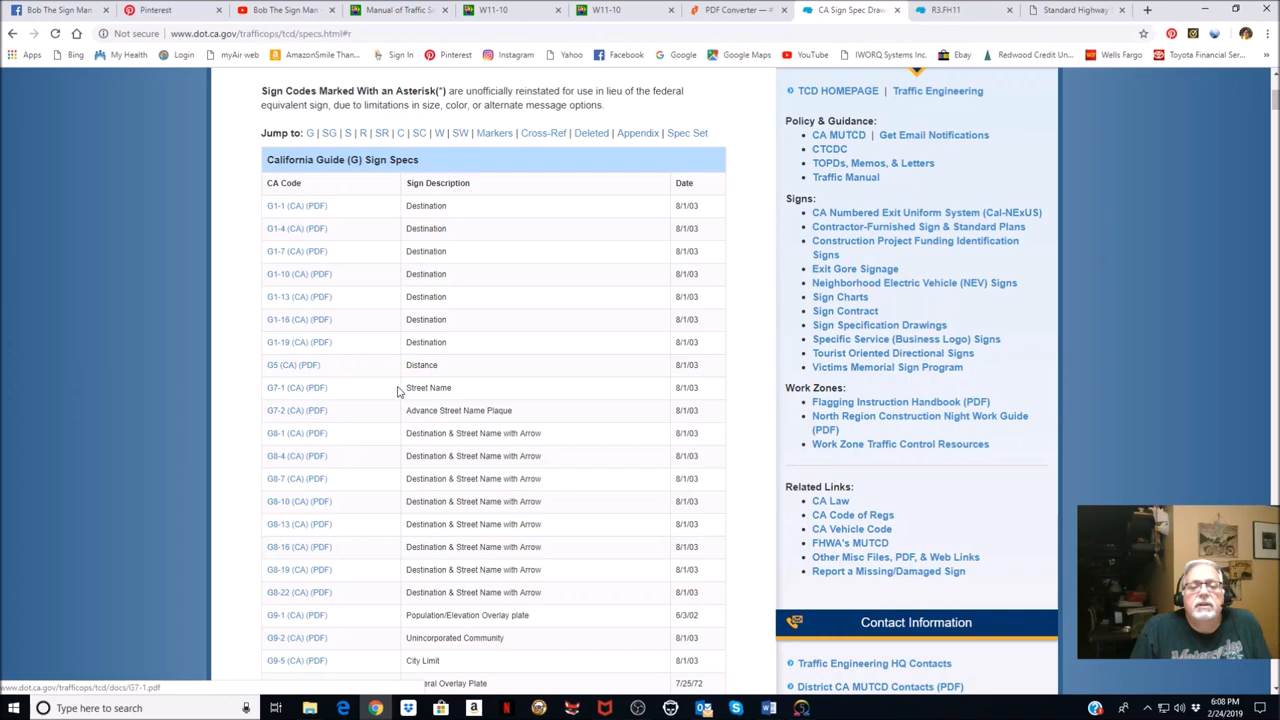 Bob The Sign Man
Pinterest
Bob The Sign Man
Manual of Traffic S
W11-10
W11-10
PDF Converter —
CA Sign Spec Draw
R3.FH11
Standard Highway
Not secure | www.dot.ca.gov/trafficops/tcd/specs.html#r
Apps
Bing
My Health
Login
myAir web
AmazonSmile Than...
Sign In
Pinterest
Instagram
Yahoo
Facebook
Google
Google Maps
YouTube
IWORQ Systems Inc.
Ebay
Redwood Credit Un...
Wells Fargo
Toyota Financial Ser...
Sign Codes Marked With an Asterisk(*) are unofficially reinstated for use in lieu of the federal
equivalent sign, due to limitations in size, color, or alternate message options.
Jump to: G | SG | S | R | SR | C | SC | W | SW | Markers | Cross-Ref | Deleted | Appendix | Spec Set
California Guide (G) Sign Specs
CA Code Sign Description Date
G1-1 (CA) (PDF) Destination 8/1/03
G1-4 (CA) (PDF) Destination 8/1/03
G1-7 (CA) (PDF) Destination 8/1/03
G1-10 (CA) (PDF) Destination 8/1/03
G1-13 (CA) (PDF) Destination 8/1/03
G1-16 (CA) (PDF) Destination 8/1/03
G1-19 (CA) (PDF) Destination 8/1/03
G5 (CA) (PDF) Distance 8/1/03
G7-1 (CA) (PDF) Street Name 8/1/03
G7-2 (CA) (PDF) Advance Street Name Plaque 8/1/03
G8-1 (CA) (PDF) Destination & Street Name with Arrow 8/1/03
G8-4 (CA) (PDF) Destination & Street Name with Arrow 8/1/03
G8-7 (CA) (PDF) Destination & Street Name with Arrow 8/1/03
G8-10 (CA) (PDF) Destination & Street Name with Arrow 8/1/03
G8-13 (CA) (PDF) Destination & Street Name with Arrow 8/1/03
G8-16 (CA) (PDF) Destination & Street Name with Arrow 8/1/03
G8-19 (CA) (PDF) Destination & Street Name with Arrow 8/1/03
G8-22 (CA) (PDF) Destination & Street Name with Arrow 8/1/03
G9-1 (CA) (PDF) Population/Elevation Overlay plate 6/3/02
G9-2 (CA) (PDF) Unincorporated Community 8/1/03
G9-5 (CA) (PDF) City Limit 8/1/03
eral Overlay Plate 7/25/72
www.dot.ca.gov/trafficops/tcd/docs/G7-1.pdf
TCD HOMEPAGE | Traffic Engineering
Policy & Guidance:
CA MUTCD | Get Email Notifications
CTCDC
TOPDs, Memos, & Letters
Traffic Manual
Signs:
CA Numbered Exit Uniform System (Cal-NExUS)
Contractor-Furnished Sign & Standard Plans
Construction Project Funding Identification
Signs
Exit Gore Signage
Neighborhood Electric Vehicle (NEV) Signs
Sign Charts
Sign Contract
Sign Specification Drawings
Specific Service (Business Logo) Signs
Tourist Oriented Directional Signs
Victims Memorial Sign Program
Work Zones:
Flagging Instruction Handbook (PDF)
North Region Construction Night Work Guide
(PDF)
Work Zone Traffic Control Resources
Related Links:
CA Law
CA Code of Regs
CA Vehicle Code
FHWA's MUTCD
Other Misc Files, PDF, & Web Links
Report a Missing/Damaged Sign
Contact Information
Traffic Engineering HQ Contacts
District CA MUTCD Contacts (PDF)
Type here to search
6:08 PM
2/24/2019